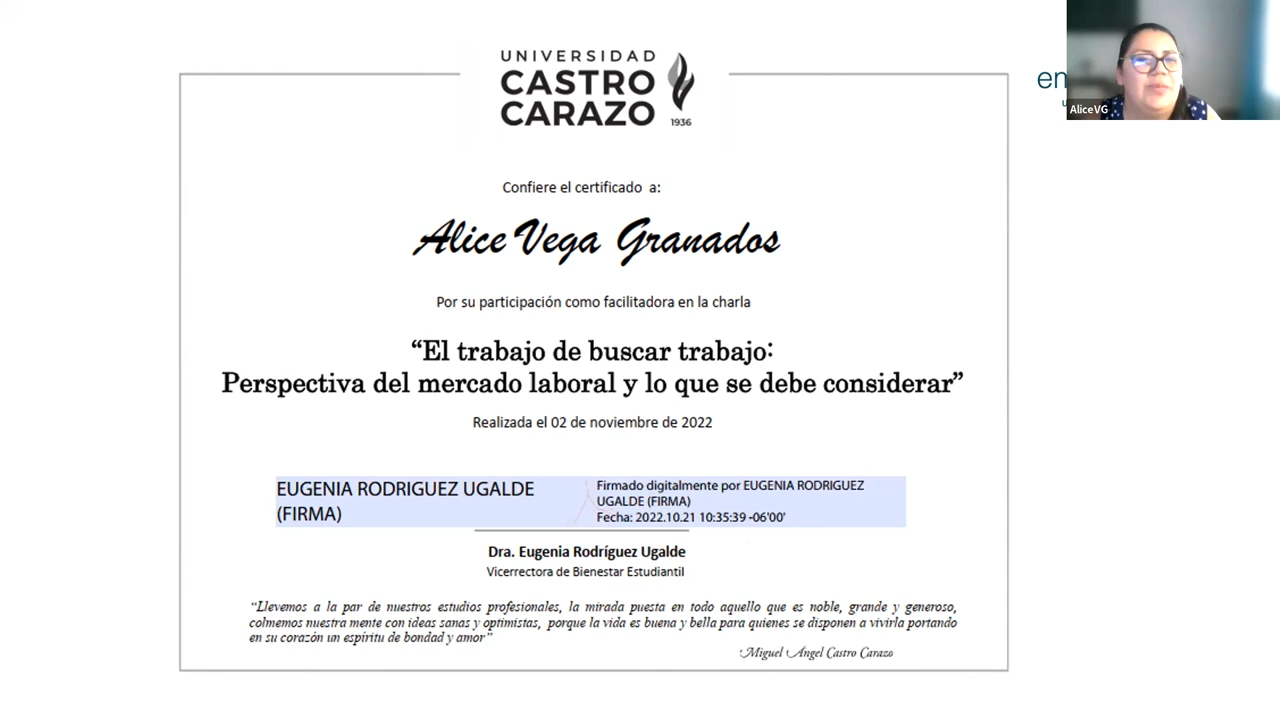 UNIVERSIDAD
CASTRO
CARAZO
1936
AliceVG
Confiere el certificado a:
Alice Vega Granados
Por su participación como facilitadora en la charla
“El trabajo de buscar trabajo:
Perspectiva del mercado laboral y lo que se debe considerar”
Realizada el 02 de noviembre de 2022
EUGENIA RODRIGUEZ UGALDE
(FIRMA)
Firmado digitalmente por EUGENIA RODRIGUEZ
UGALDE (FIRMA)
Fecha: 2022.10.21 10:35:39 -06'00'
Dra. Eugenia Rodríguez Ugalde
Vicerrectora de Bienestar Estudiantil
“Llevemos a la par de nuestros estudios profesionales, la mirada puesta en todo aquello que es noble, grande y generoso,
colmemos nuestra mente con ideas sanas y optimistas, porque la vida es buena y bella para quienes se disponen a vivirla portando
en su corazón un espíritu de bondad y amor”
Miguel Ángel Castro Carazo